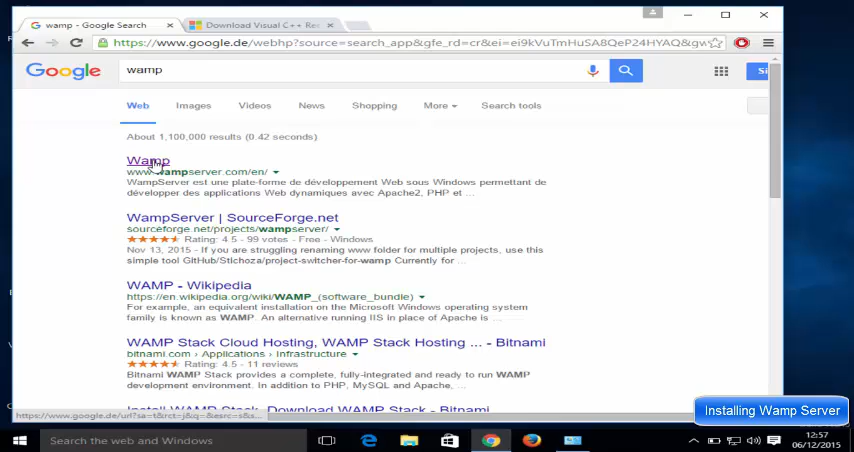 wamp - Google Search
Download Visual C++ Rec
https://www.google.de/webhp?source=search_app&gfe_rd=cr&ei=ei9kVuTmHuSA8QeP24HYAQ&gw
Google
wamp
Web
Images
Videos
News
Shopping
More
Search tools
About 1,100,000 results (0.42 seconds)
Wamp
www.wampserver.com/en/
WampServer est une plate-forme de développement Web sous Windows permettant de
développer des applications Web dynamiques avec Apache2, PHP et ...
WampServer | SourceForge.net
sourceforge.net/projects/wampserver/
Rating: 4.5 - 99 votes - Free - Windows
Nov 13, 2015 - If you are struggling renaming www folder for multiple projects, use this
simple tool GitHub/Stichoza/project-switcher-for-wamp Currently for ...
WAMP - Wikipedia
https://en.wikipedia.org/wiki/WAMP_(software_bundle)
For example, an equivalent installation on the Microsoft Windows operating system
family is known as WAMP. An alternative running IIS in place of Apache is ...
WAMP Stack Cloud Hosting, WAMP Stack Hosting ... - Bitnami
bitnami.com › Applications › Infrastructure
Rating: 4.5 - 11 reviews
Bitnami WAMP Stack provides a complete, fully-integrated and ready to run WAMP
development environment. In addition to PHP, MySQL and Apache, ...
Install WAMP Stack, Download WAMP Stack - Bitnami
https://www.google.de/url?sa=t&rct=j&q=&esrc=s&s...
Installing Wamp Server
Search the web and Windows
12:57
06/12/2015